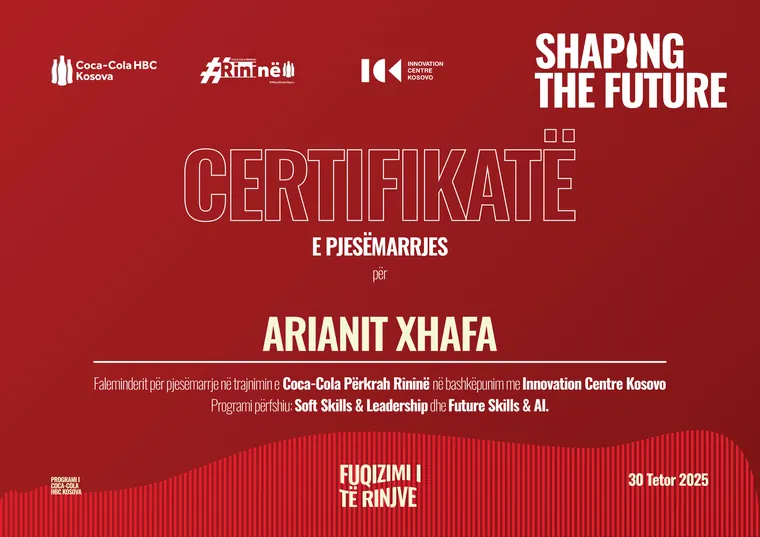 Coca-Cola HBC
Kosova
#Rininë
INNOVATION
CENTRE
KOSOVO
SHAPING
THE FUTURE
CERTIFIKATË
E PJESËMARRJES
për
ARIANIT XHAFA
Faleminderit për pjesëmarrje në trajnimin e Coca-Cola Përkrah Rininë në bashkëpunim me Innovation Centre Kosovo
Programi përfshiu: Soft Skills & Leadership dhe Future Skills & AI.
PROGRAMI I
COCA-COLA
HBC KOSOVA
FUQIZIMI I
TË RINJVE
30 Tetor 2025